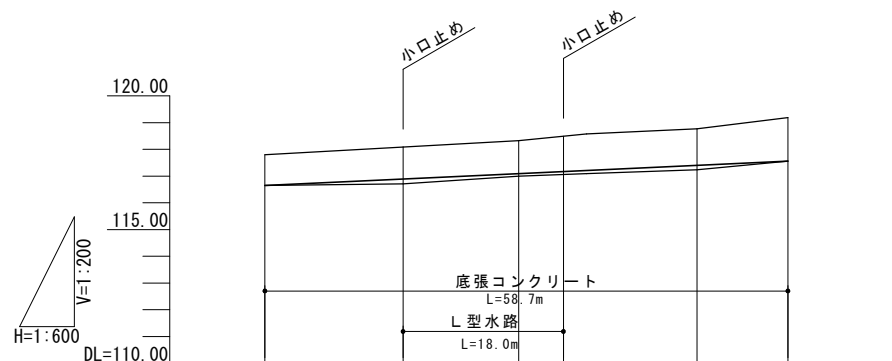 小口止め
小口止め
120.00
115.00
V=1:200
底張コンクリート
L=58.7m
L型水路
H=1:600
L=18.0m
DL=110.00